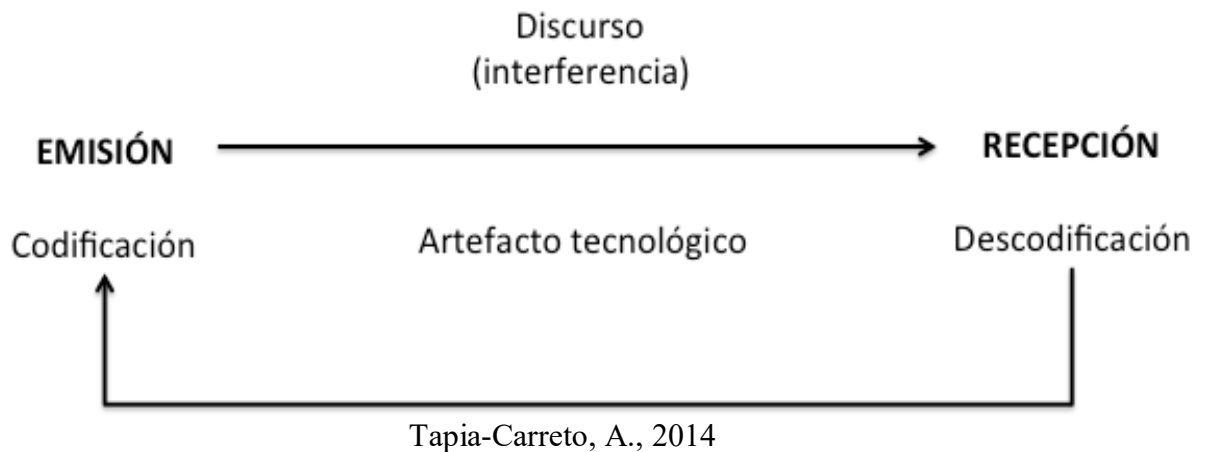 Discurso
(interferencia)
EMISIÓN
RECEPCIÓN
Codificación
Artefacto tecnológico
Descodificación
Tapia-Carreto, A., 2014